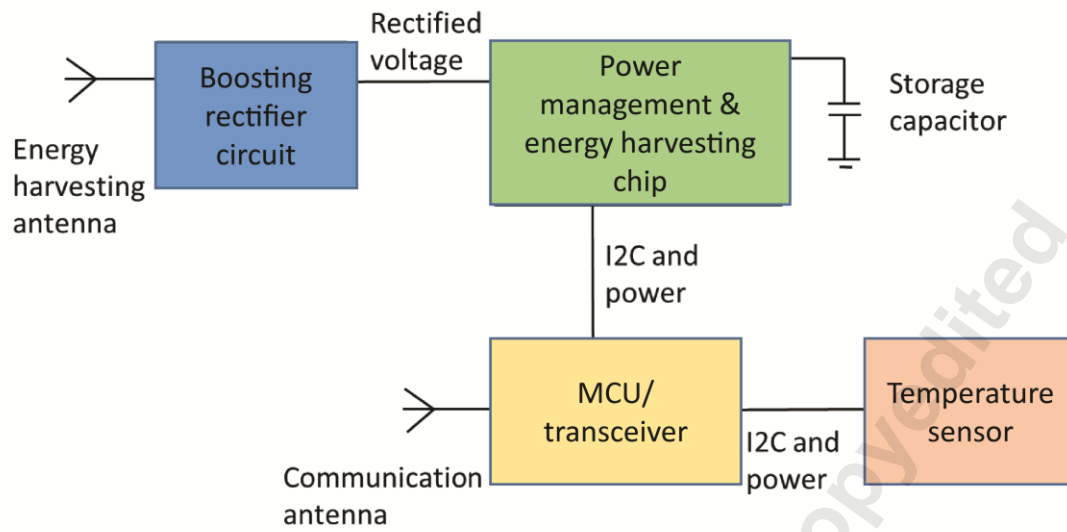 Rectified
voltage
Boosting
rectifier
circuit
Power
management &
energy harvesting
chip
Storage
capacitor
Energy
harvesting
antenna
I2C and
power
MCU/
transceiver
Temperature
sensor
I2C and
power
Communication
antenna
opyedited